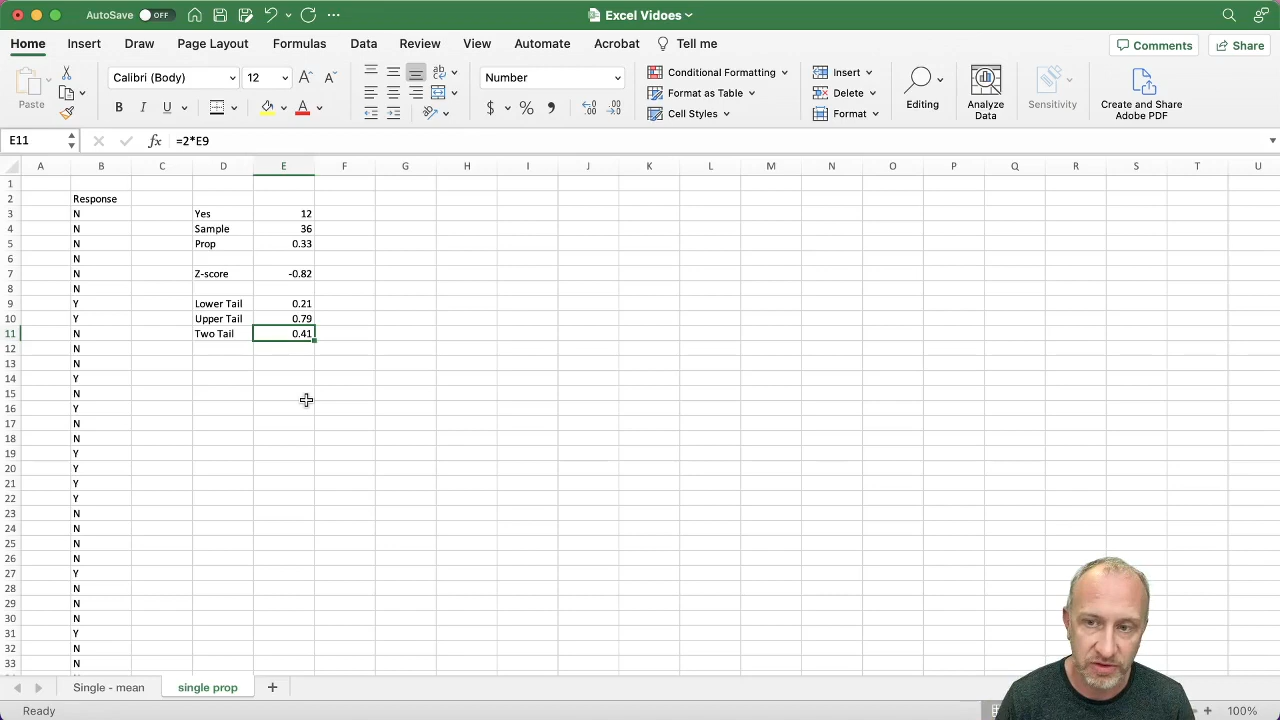 AutoSave OFF Excel Vidoes
Home Insert Draw Page Layout Formulas Data Review View Automate Acrobat Tell me Comments Share
Paste Calibri (Body) 12 Number Conditional Formatting Format as Table Cell Styles Insert Delete Format Editing Analyze Data Sensitivity Create and Share Adobe PDF
E11 fx =2*E9
A B C D E F G H I J K L M N O P Q R S T U
1
2 Response
3 N Yes 12
4 N Sample 36
5 N Prop 0.33
6 N
7 N Z-score -0.82
8 N
9 Y Lower Tail 0.21
10 Y Upper Tail 0.79
11 N Two Tail 0.41
12 N
13 N
14 Y
15 N
16 Y
17 N
18 N
19 Y
20 Y
21 Y
22 Y
23 N
24 N
25 N
26 N
27 Y
28 N
29 N
30 N
31 Y
32 N
33 N
Single - mean single prop
Ready 100%